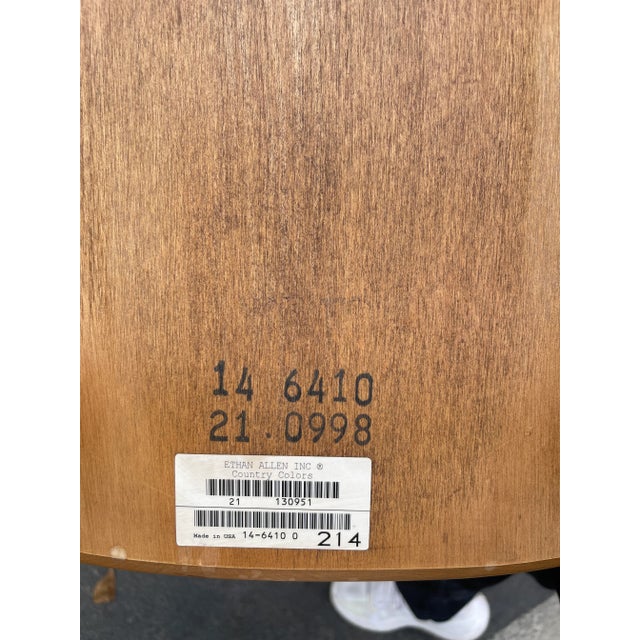 14 6410
21.0998
ETHAN ALLEN INC ®
Country Colors
21 130951
Made in USA 14-6410 0 214